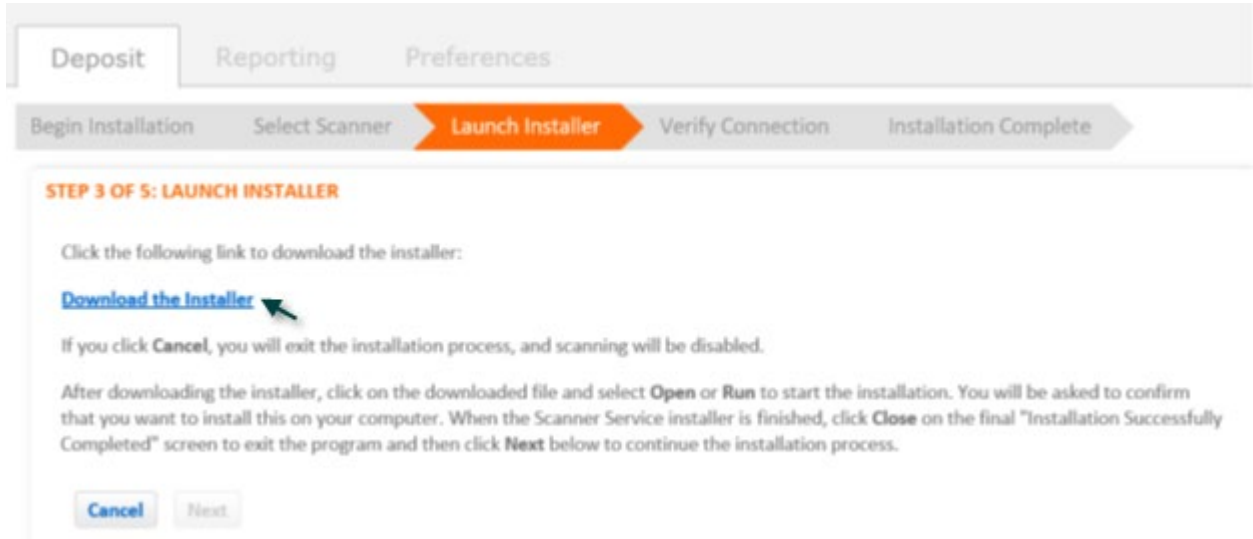 Deposit Reporting Preferences
Begin Installation Select Scanner Launch Installer Verify Connection Installation Complete
STEP 3 OF 5: LAUNCH INSTALLER
Click the following link to download the installer:
Download the Installer
If you click Cancel, you will exit the installation process, and scanning will be disabled.
After downloading the installer, click on the downloaded file and select Open or Run to start the installation. You will be asked to confirm
that you want to install this on your computer. When the Scanner Service installer is finished, click Close on the final "Installation Successfully
Completed" screen to exit the program and then click Next below to continue the installation process.
Cancel Next